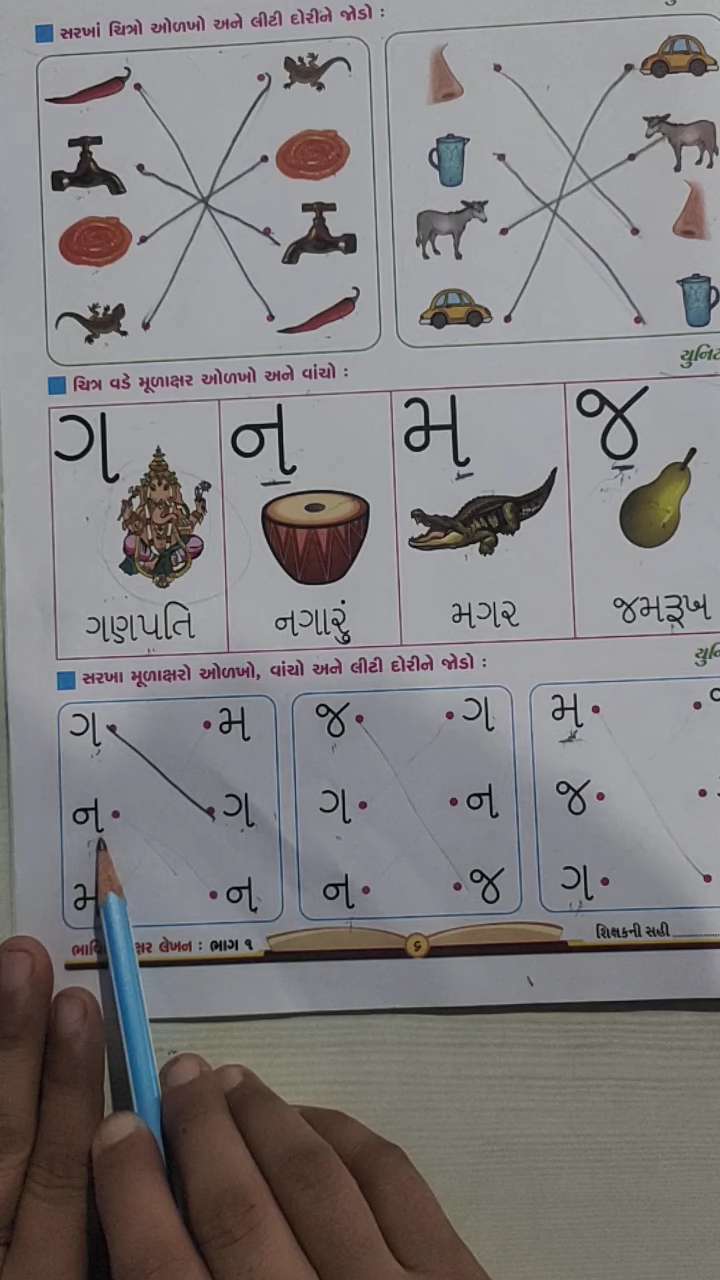 સરખાં ચિત્રો ઓળખો અને લીટી દોરીને જોડો :
ચિત્ર વડે મૂળાક્ષર ઓળખો અને વાંચો :
ગ ન મ જ
ગણપતિ નગારું મગર જમરૂખ
સરખા મૂળાક્ષરો ઓળખો, વાંચો અને લીટી દોરીને જોડો :
ગ મ જ ગ મ
ન ગ ગ ન જ
મ ન ન જ ગ
લેખન : ભાગ ૧ ૬ શિક્ષકની સહી